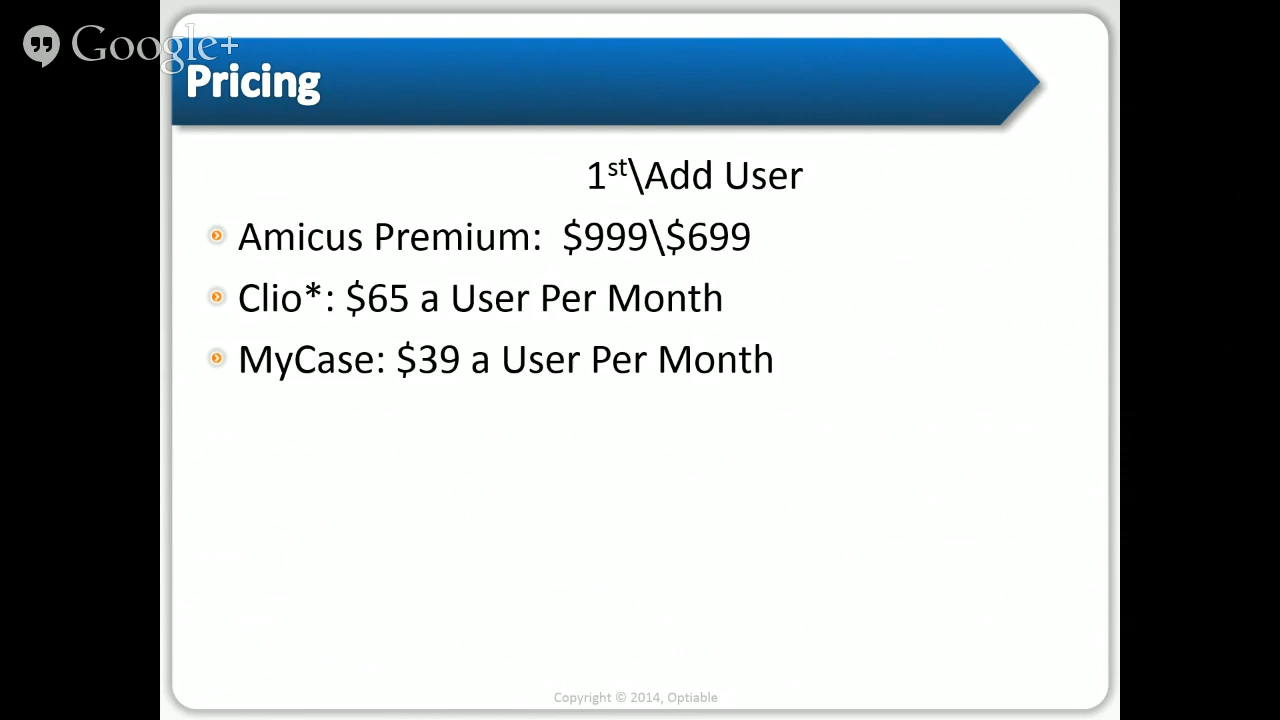 Google+
Pricing
1st\Add User
Amicus Premium: $999\$699
Clio*: $65 a User Per Month
MyCase: $39 a User Per Month
Copyright © 2014, Optiable